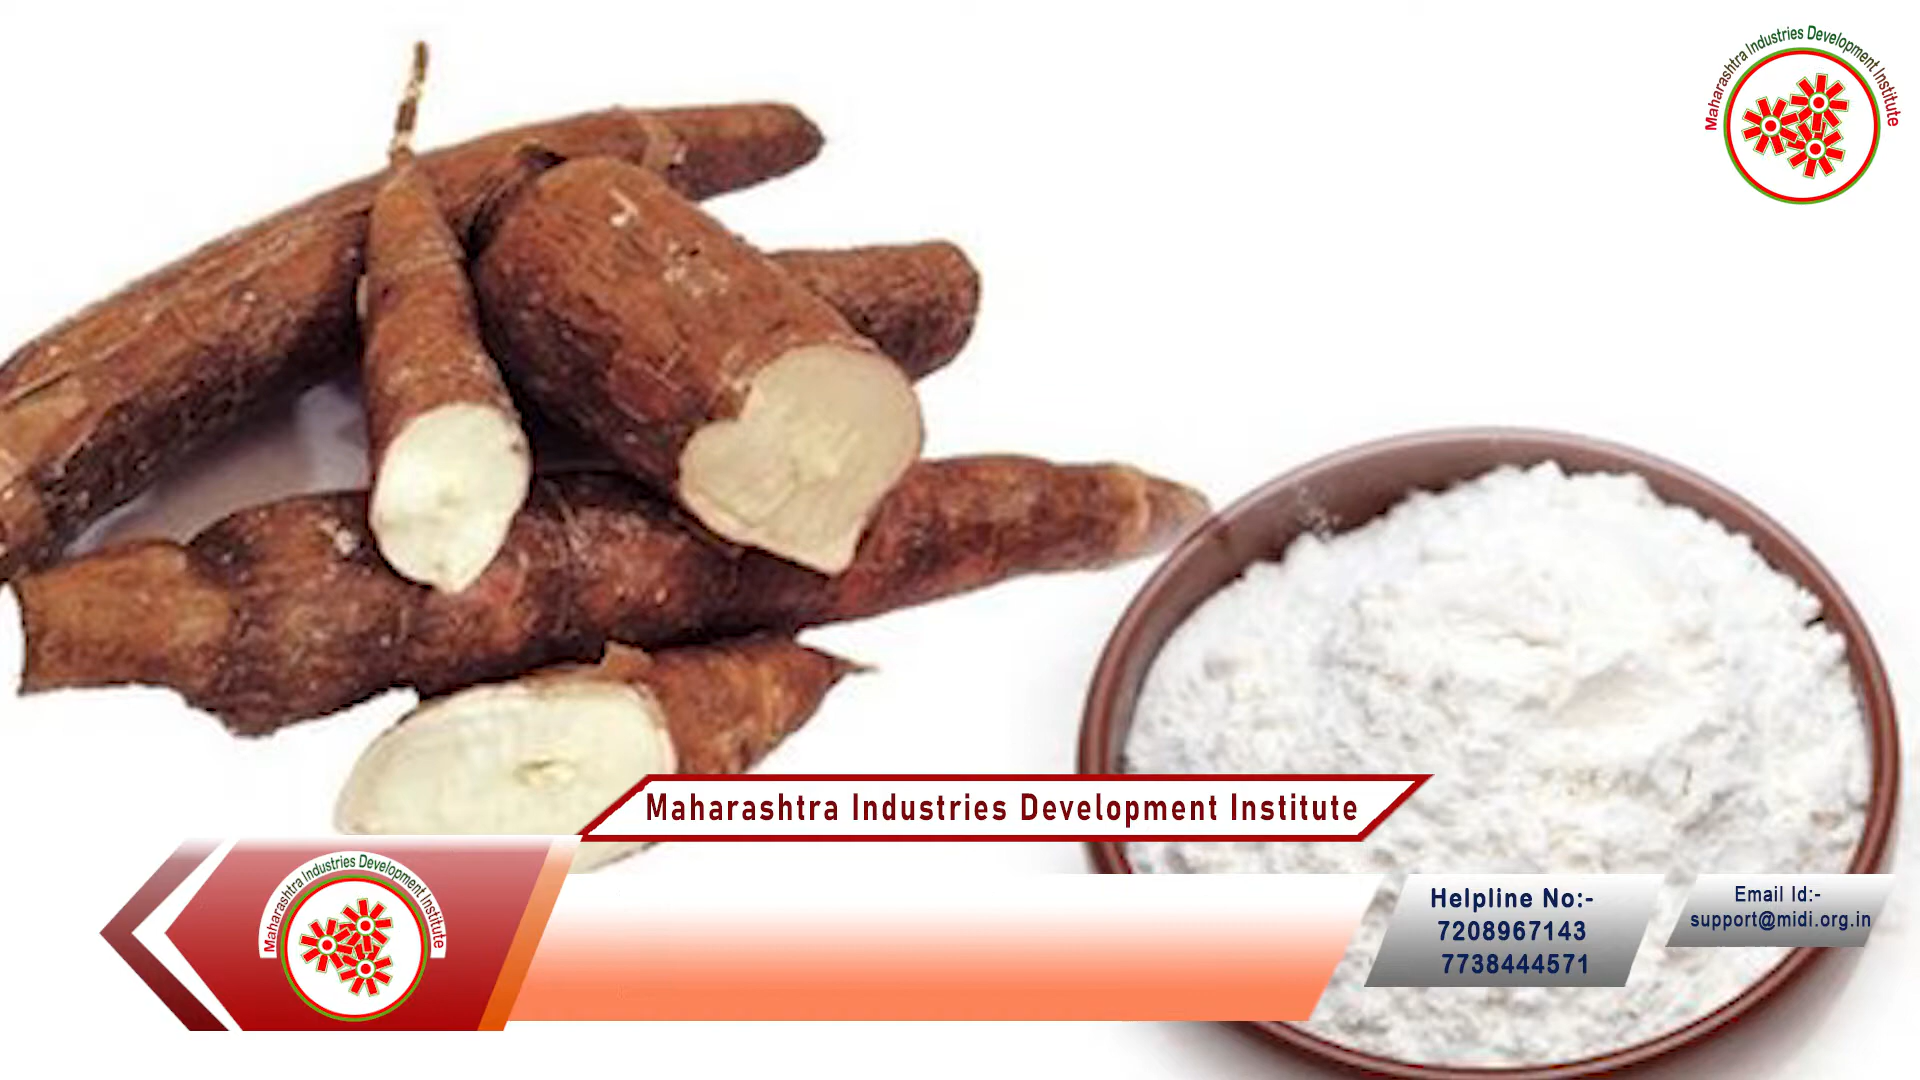 Maharashtra Industries Development Institute
Maharashtra Industries Development Institute
Maharashtra Industries Development Institute
Helpline No:-
7208967143
7738444571
Email Id:-
support@midi.org.in